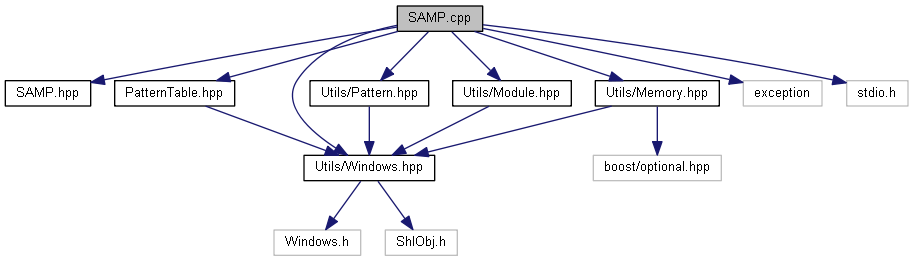 SAMP.cpp
SAMP.hpp
PatternTable.hpp
Utils/Pattern.hpp
Utils/Module.hpp
Utils/Memory.hpp
exception
stdio.h
Utils/Windows.hpp
boost/optional.hpp
Windows.h
ShlObj.h